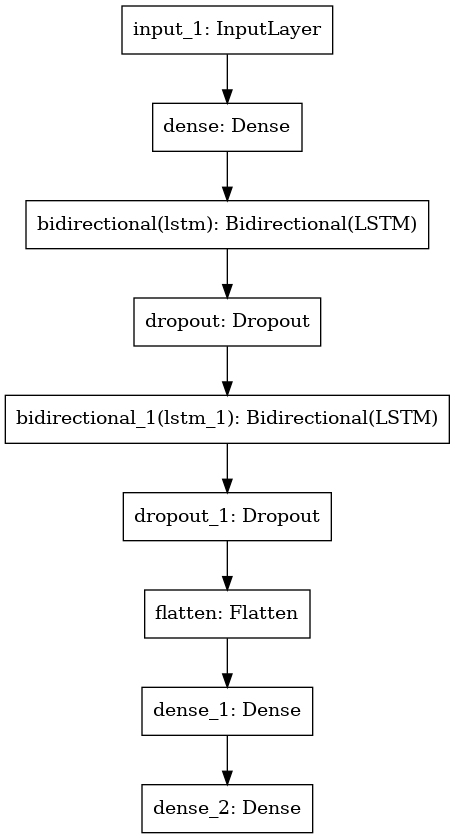 input_1: InputLayer
dense: Dense
bidirectional(lstm): Bidirectional(LSTM)
dropout: Dropout
bidirectional_1(lstm_1): Bidirectional(LSTM)
dropout_1: Dropout
flatten: Flatten
dense_1: Dense
dense_2: Dense